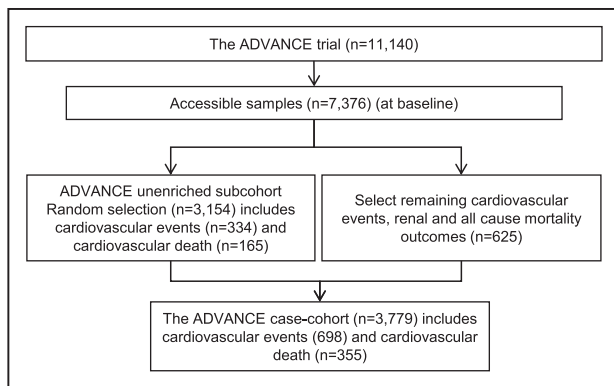 The ADVANCE trial (n=11,140)
Accessible samples (n=7,376) (at baseline)
ADVANCE unenriched subcohort
Random selection (n=3,154) includes
cardiovascular events (n=334) and
cardiovascular death (n=165)
Select remaining cardiovascular
events, renal and all cause mortality
outcomes (n=625)
The ADVANCE case-cohort (n=3,779) includes
cardiovascular events (698) and cardiovascular
death (n=355)